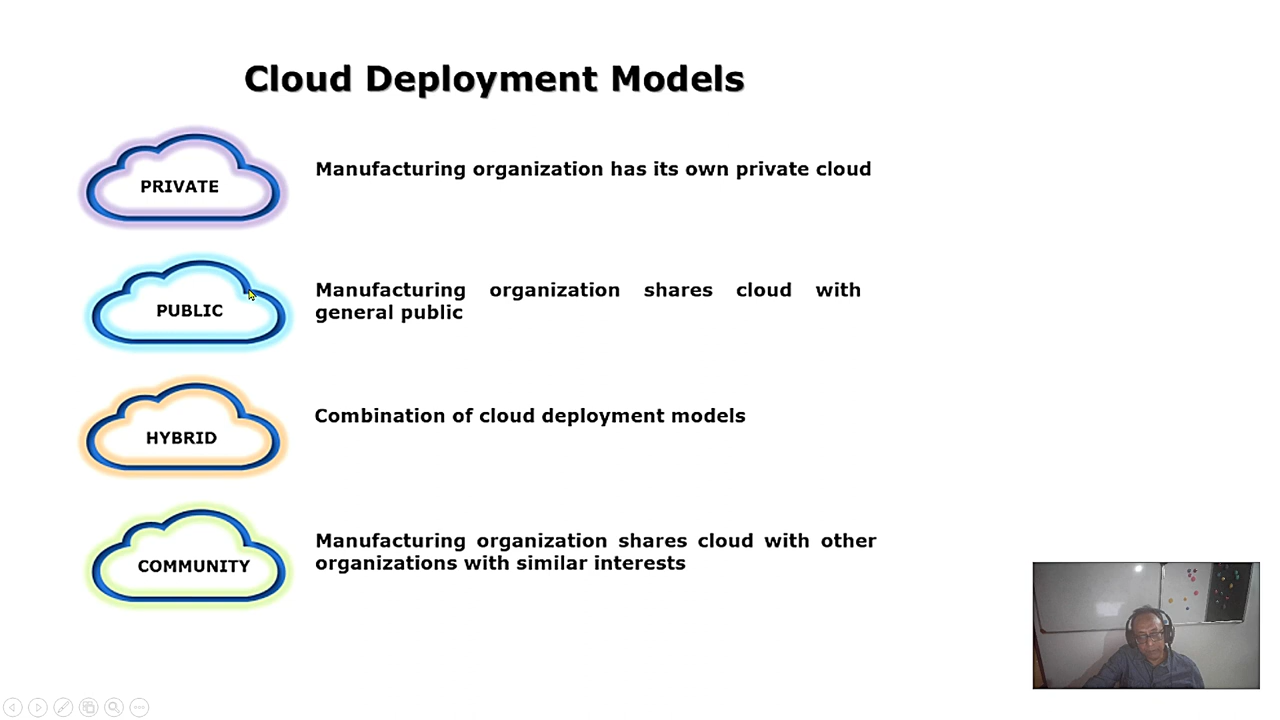 Cloud Deployment Models
PRIVATE
Manufacturing organization has its own private cloud
PUBLIC
Manufacturing organization shares cloud with
general public
HYBRID
Combination of cloud deployment models
COMMUNITY
Manufacturing organization shares cloud with other
organizations with similar interests